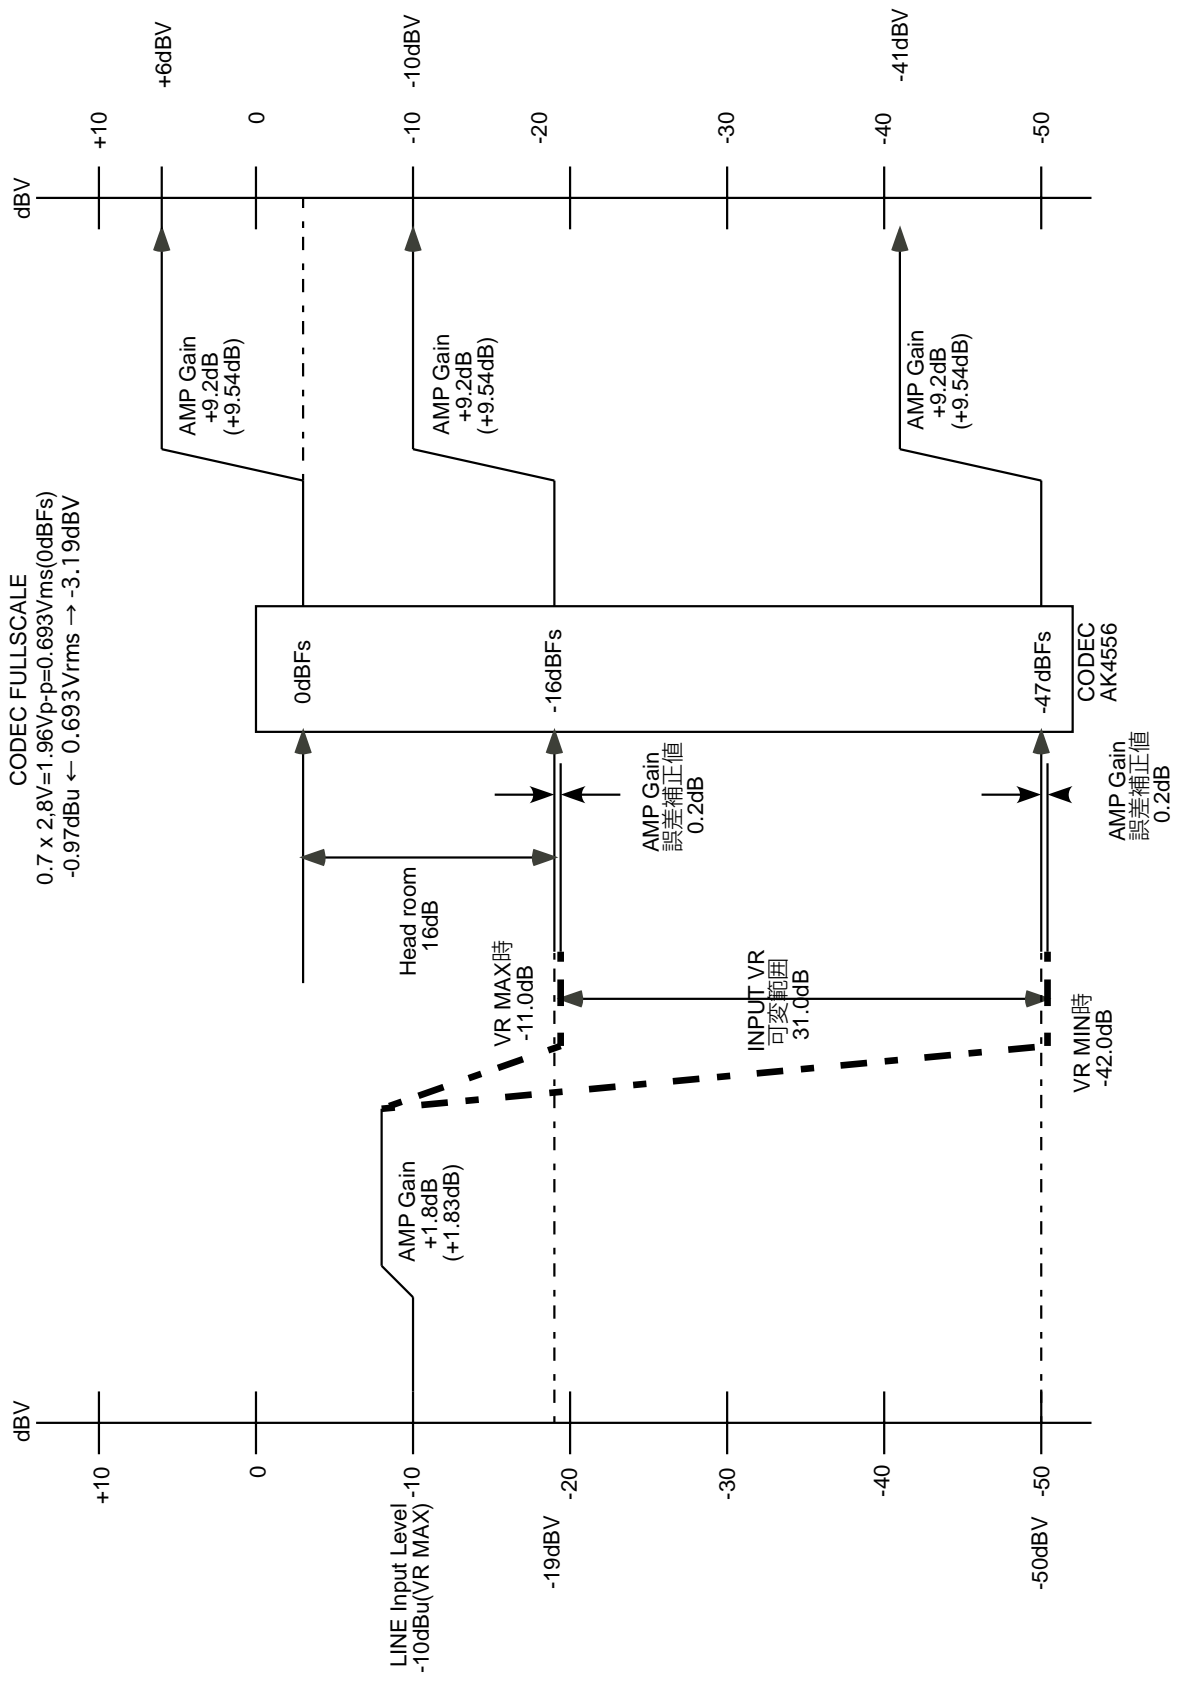 CODEC FULLSCALE
0.7 x 2,8V=1.96Vp-p=0.693Vms(0dBFs)
-0.97dBu ← 0.693Vrms → -3.19dBV
dBV
+10
0
-10
-20
-30
-40
-50
LINE Input Level
-10dBu(VR MAX)
-19dBV
-50dBV
AMP Gain
+1.8dB
(+1.83dB)
VR MAX時
-11.0dB
INPUT VR
可変範囲
31.0dB
VR MIN時
-42.0dB
Head room
16dB
AMP Gain
誤差補正値
0.2dB
AMP Gain
誤差補正値
0.2dB
0dBFs
-16dBFs
-47dBFs
CODEC
AK4556
AMP Gain
+9.2dB
(+9.54dB)
AMP Gain
+9.2dB
(+9.54dB)
AMP Gain
+9.2dB
(+9.54dB)
dBV
+10
0
-10
-20
-30
-40
-50
+6dBV
-10dBV
-41dBV